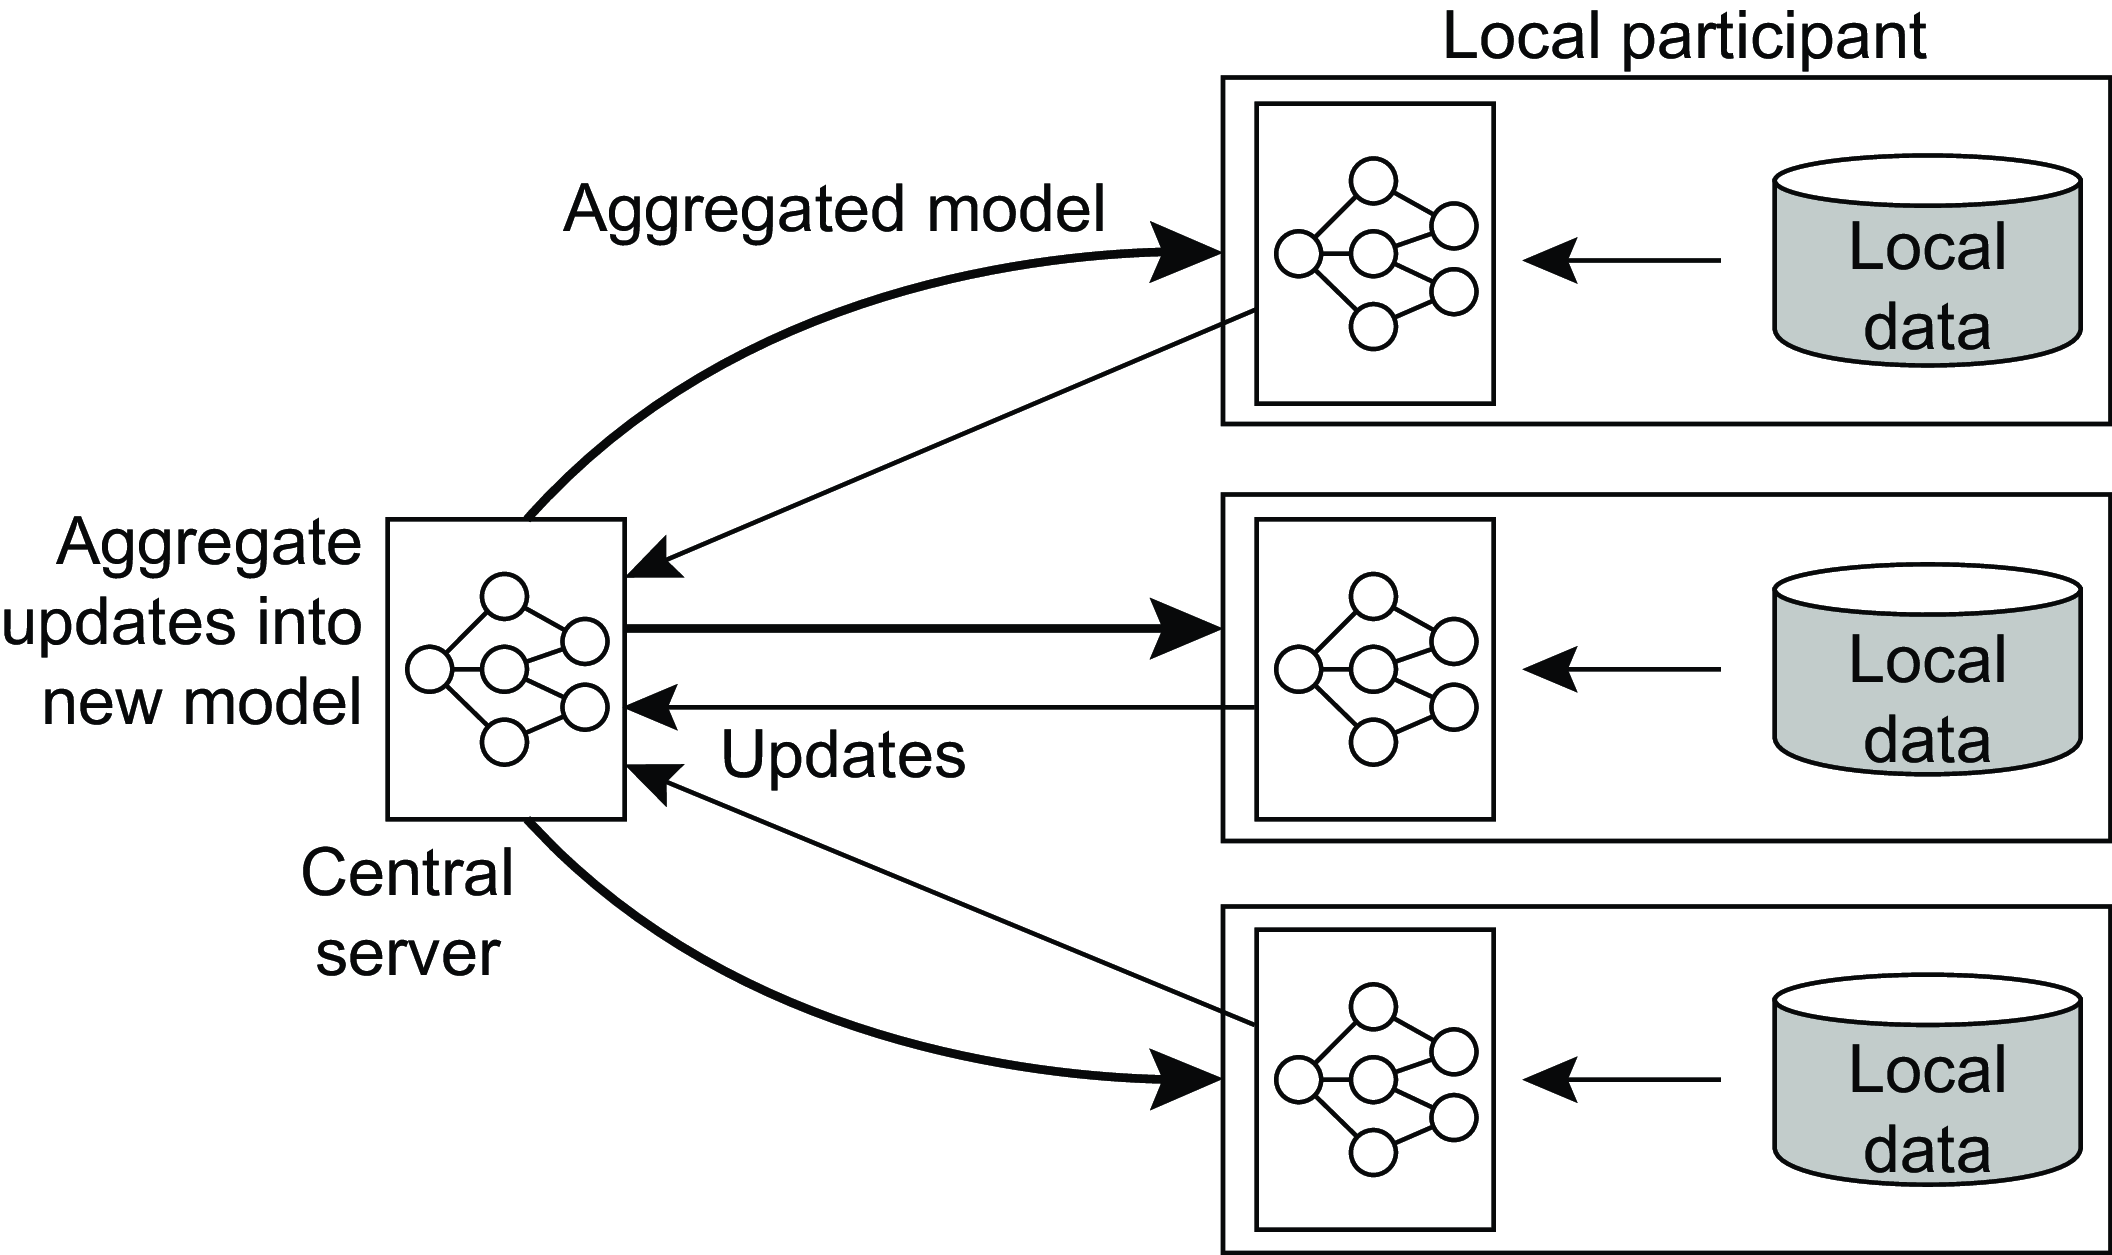 Local participant
Aggregated model
Local
data
Aggregate
updates into
new model
Local
data
Updates
Central
server
Local
data